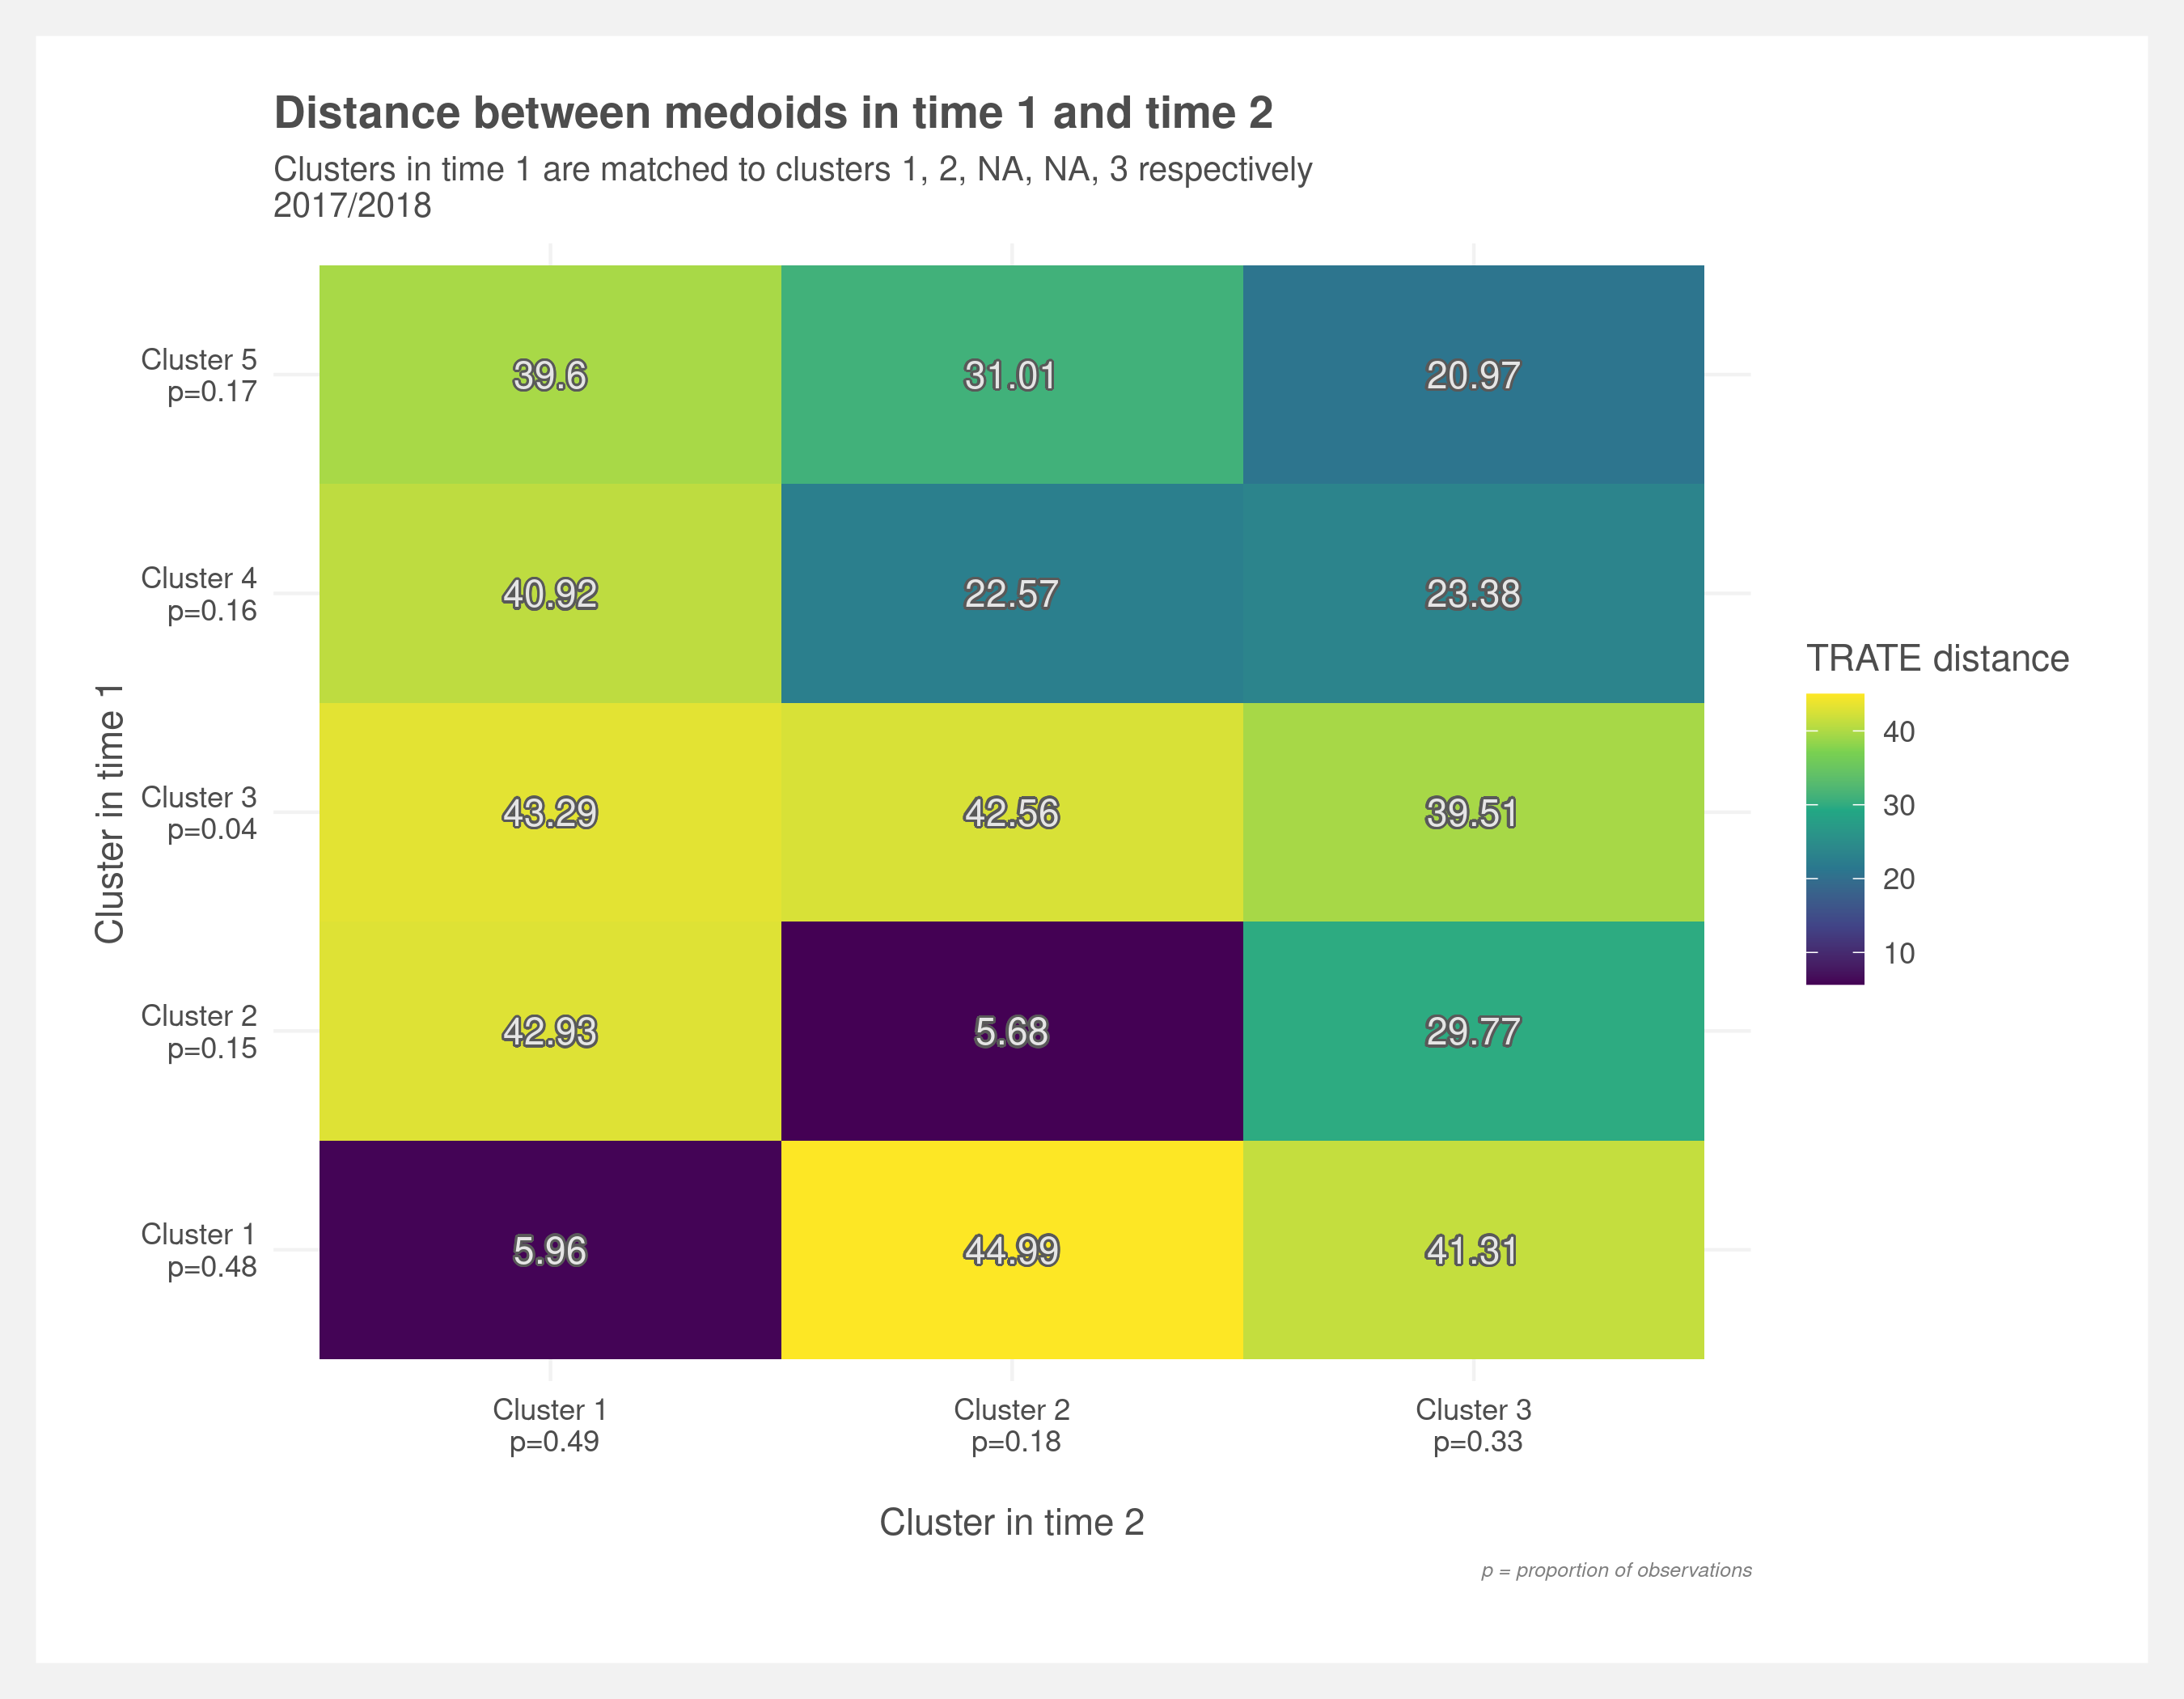 Distance between medoids in time 1 and time 2
Clusters in time 1 are matched to clusters 1, 2, NA, NA, 3 respectively
2017/2018
Cluster in time 1
Cluster 5
p=0.17
39.6 31.01 20.97
Cluster 4
p=0.16
40.92 22.57 23.38
Cluster 3
p=0.04
43.29 42.56 39.51
Cluster 2
p=0.15
42.93 5.68 29.77
Cluster 1
p=0.48
5.96 44.99 41.31
Cluster 1 Cluster 2 Cluster 3
p=0.49 p=0.18 p=0.33
Cluster in time 2
TRATE distance
40
30
20
10
p = proportion of observations